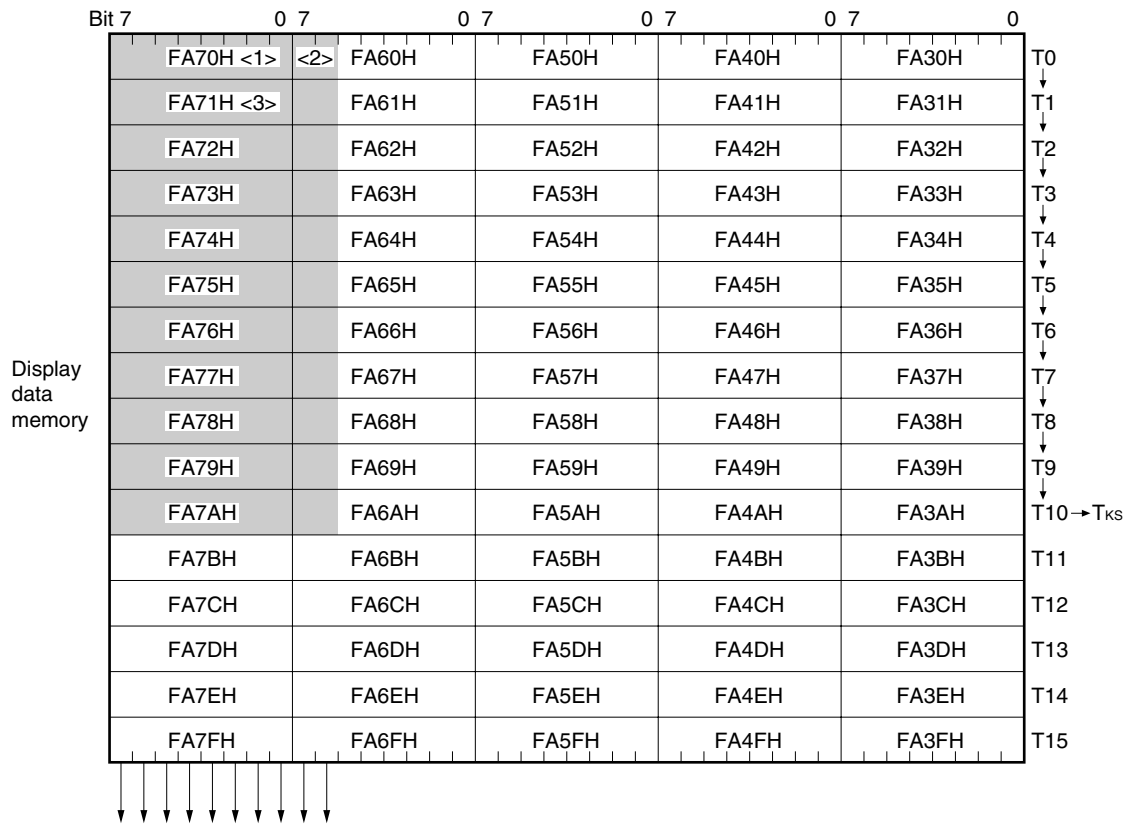 Bit 7 0 7 0 7 0 7 0 7 0
FA70H <1> <2> FA60H FA50H FA40H FA30H T0
FA71H <3> FA61H FA51H FA41H FA31H T1
FA72H FA62H FA52H FA42H FA32H T2
FA73H FA63H FA53H FA43H FA33H T3
FA74H FA64H FA54H FA44H FA34H T4
FA75H FA65H FA55H FA45H FA35H T5
FA76H FA66H FA56H FA46H FA36H T6
Display
data
memory
FA77H FA67H FA57H FA47H FA37H T7
FA78H FA68H FA58H FA48H FA38H T8
FA79H FA69H FA59H FA49H FA39H T9
FA7AH FA6AH FA5AH FA4AH FA3AH T10→TKS
FA7BH FA6BH FA5BH FA4BH FA3BH T11
FA7CH FA6CH FA5CH FA4CH FA3CH T12
FA7DH FA6DH FA5DH FA4DH FA3DH T13
FA7EH FA6EH FA5EH FA4EH FA3EH T14
FA7FH FA6FH FA5FH FA4FH FA3FH T15